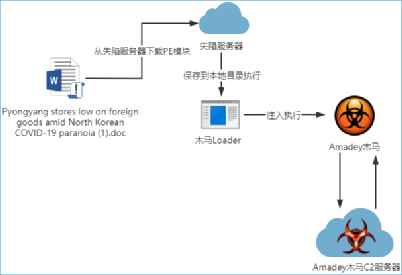 从失陷服务器下载PE模块
失陷服务器
保存到本地目录执行
Pyongyang stores low on foreign
goods amid North Korean
COVID-19 paranoia (1).doc
木马Loader
注入执行
Amadey木马
Amadey木马C2服务器